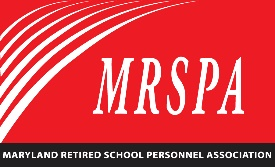 MRSPA
MARYLAND RETIRED SCHOOL PERSONNEL ASSOCIATION